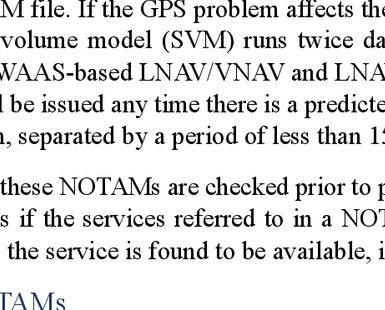 M file. If the GPS problem affects the
volume model (SVM) runs twice da
WAAS-based LNAV/VNAV and LNA
l be issued any time there is a predicte
n, separated by a period of less than 15
these NOTAMs are checked prior to p
s if the services referred to in a NOT
the service is found to be available, i
TAMs